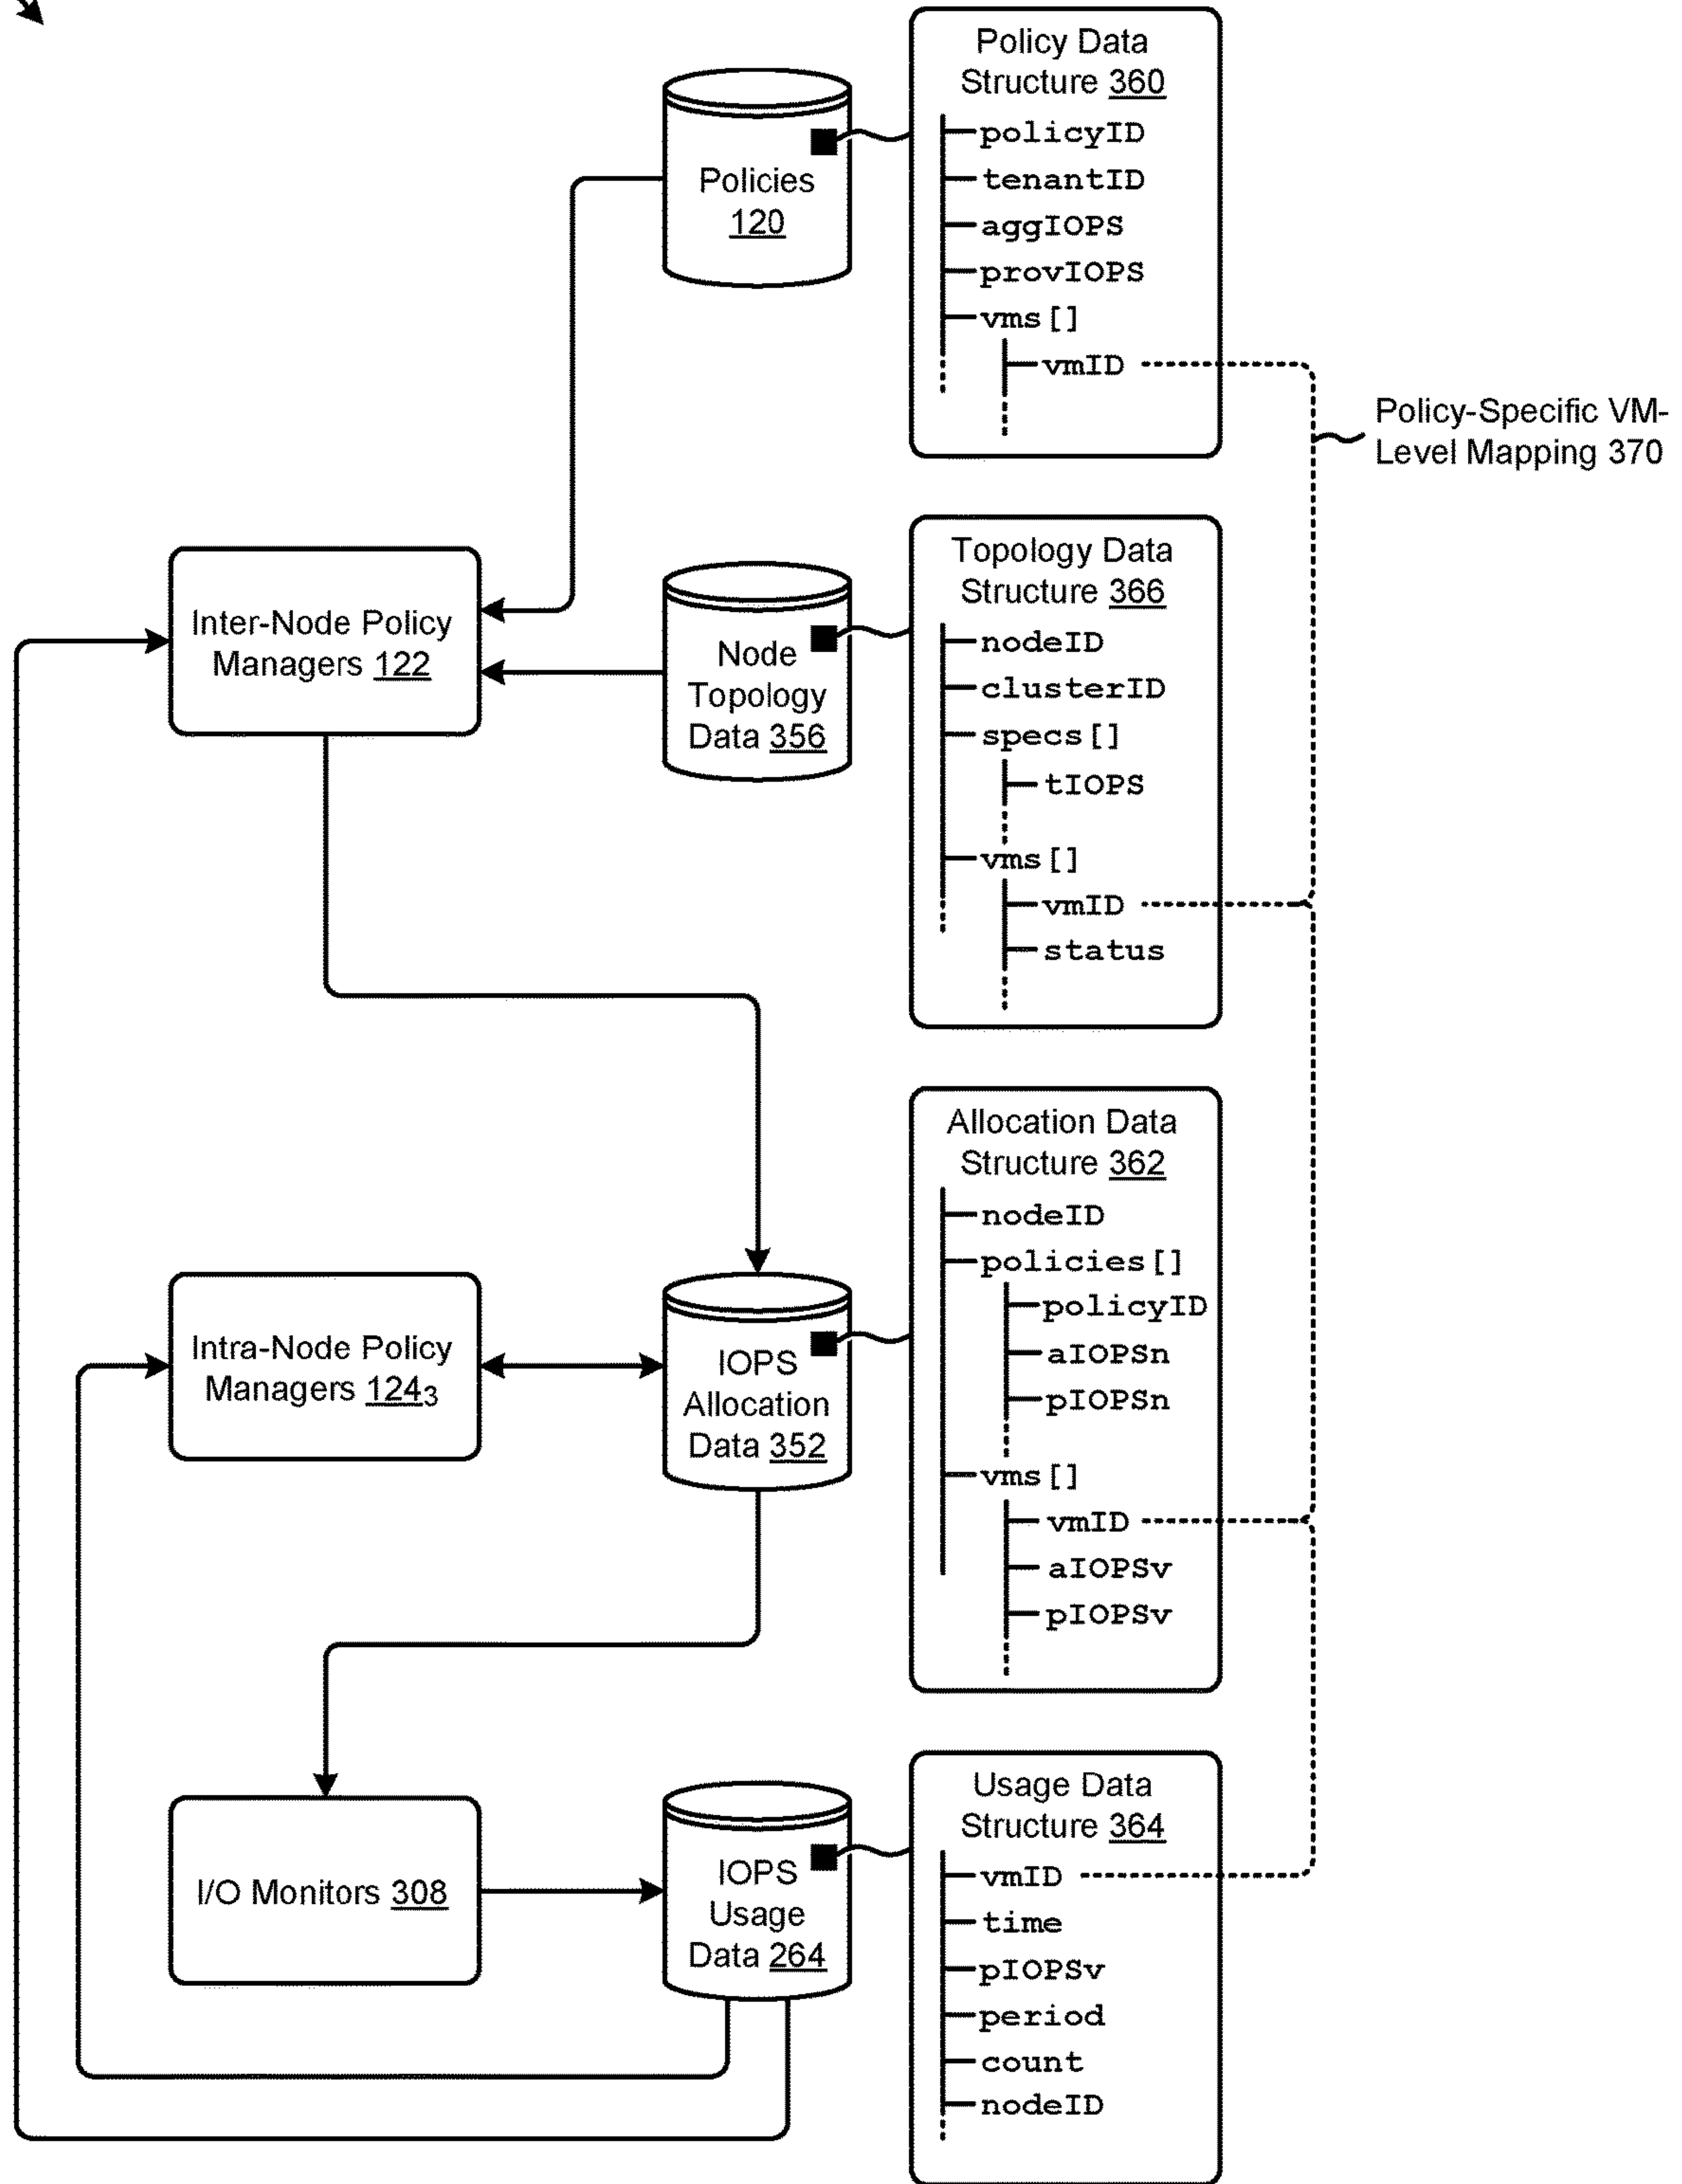 Policy Data
Structure 360
policyID
tenantID
aggIOPS
provIOPS
vms[]
vmID
Policies
120
Policy-Specific VM-
Level Mapping 370
Inter-Node Policy
Managers 122
Node
Topology
Data 356
Topology Data
Structure 366
nodeID
clusterID
specs[]
tIOPS
vms[]
vmID
status
Intra-Node Policy
Managers 124₃
IOPS
Allocation
Data 352
Allocation Data
Structure 362
nodeID
policies[]
policyID
aIOPSn
pIOPSn
vms[]
vmID
aIOPSv
pIOPSv
I/O Monitors 308
IOPS
Usage
Data 264
Usage Data
Structure 364
vmID
time
pIOPSv
period
count
nodeID